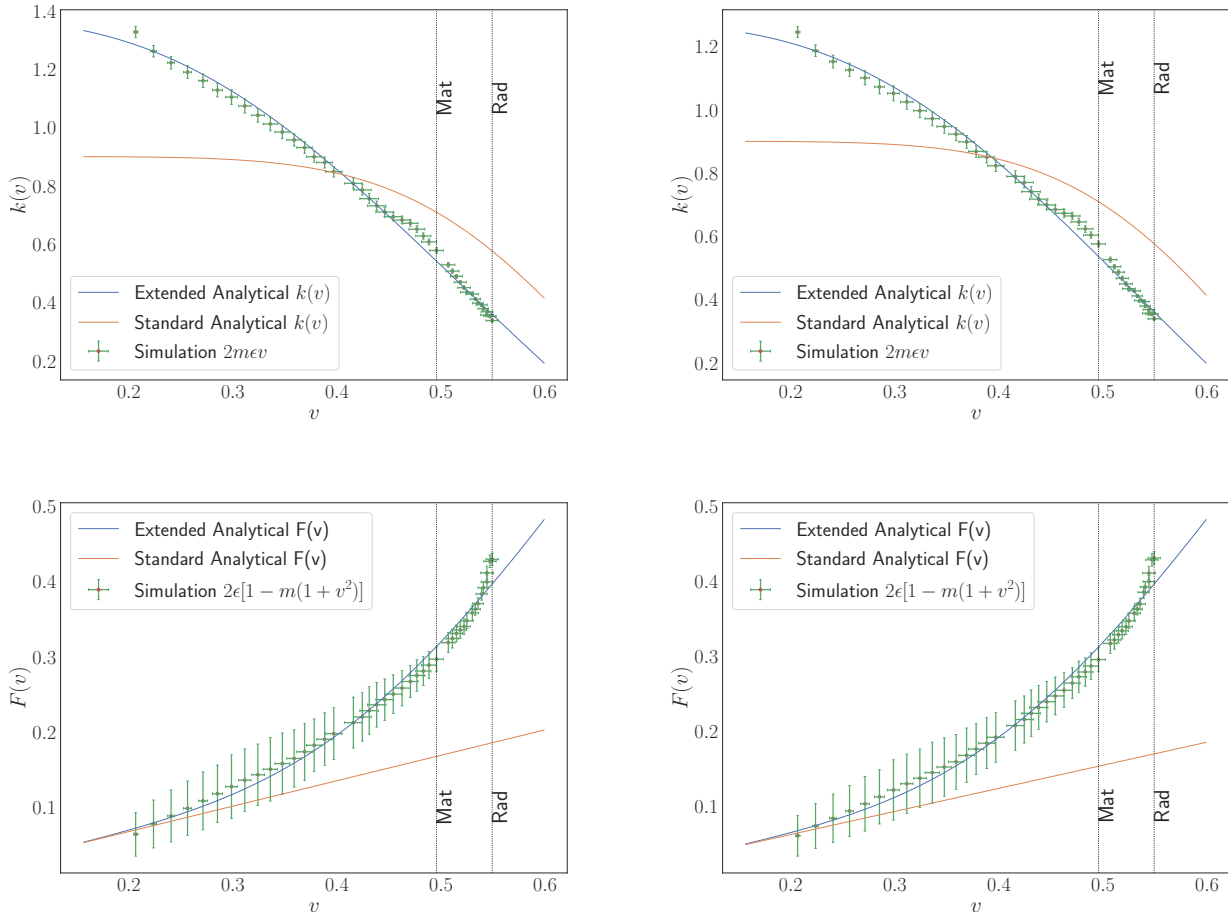 1.4
1.2
1.0
0.8
0.6
0.4
0.2
k(v)
Mat
Rad
Extended Analytical k(v)
Standard Analytical k(v)
Simulation 2mϵv
0.2 0.3 0.4 0.5 0.6
v
1.2
1.0
0.8
0.6
0.4
0.2
k(v)
Mat
Rad
Extended Analytical k(v)
Standard Analytical k(v)
Simulation 2mϵv
0.2 0.3 0.4 0.5 0.6
v
0.5
0.4
0.3
0.2
0.1
F(v)
Extended Analytical F(v)
Standard Analytical F(v)
Simulation 2ϵ[1 − m(1 + v²)]
Mat
Rad
0.2 0.3 0.4 0.5 0.6
v
0.5
0.4
0.3
0.2
0.1
F(v)
Extended Analytical F(v)
Standard Analytical F(v)
Simulation 2ϵ[1 − m(1 + v²)]
Mat
Rad
0.2 0.3 0.4 0.5 0.6
v